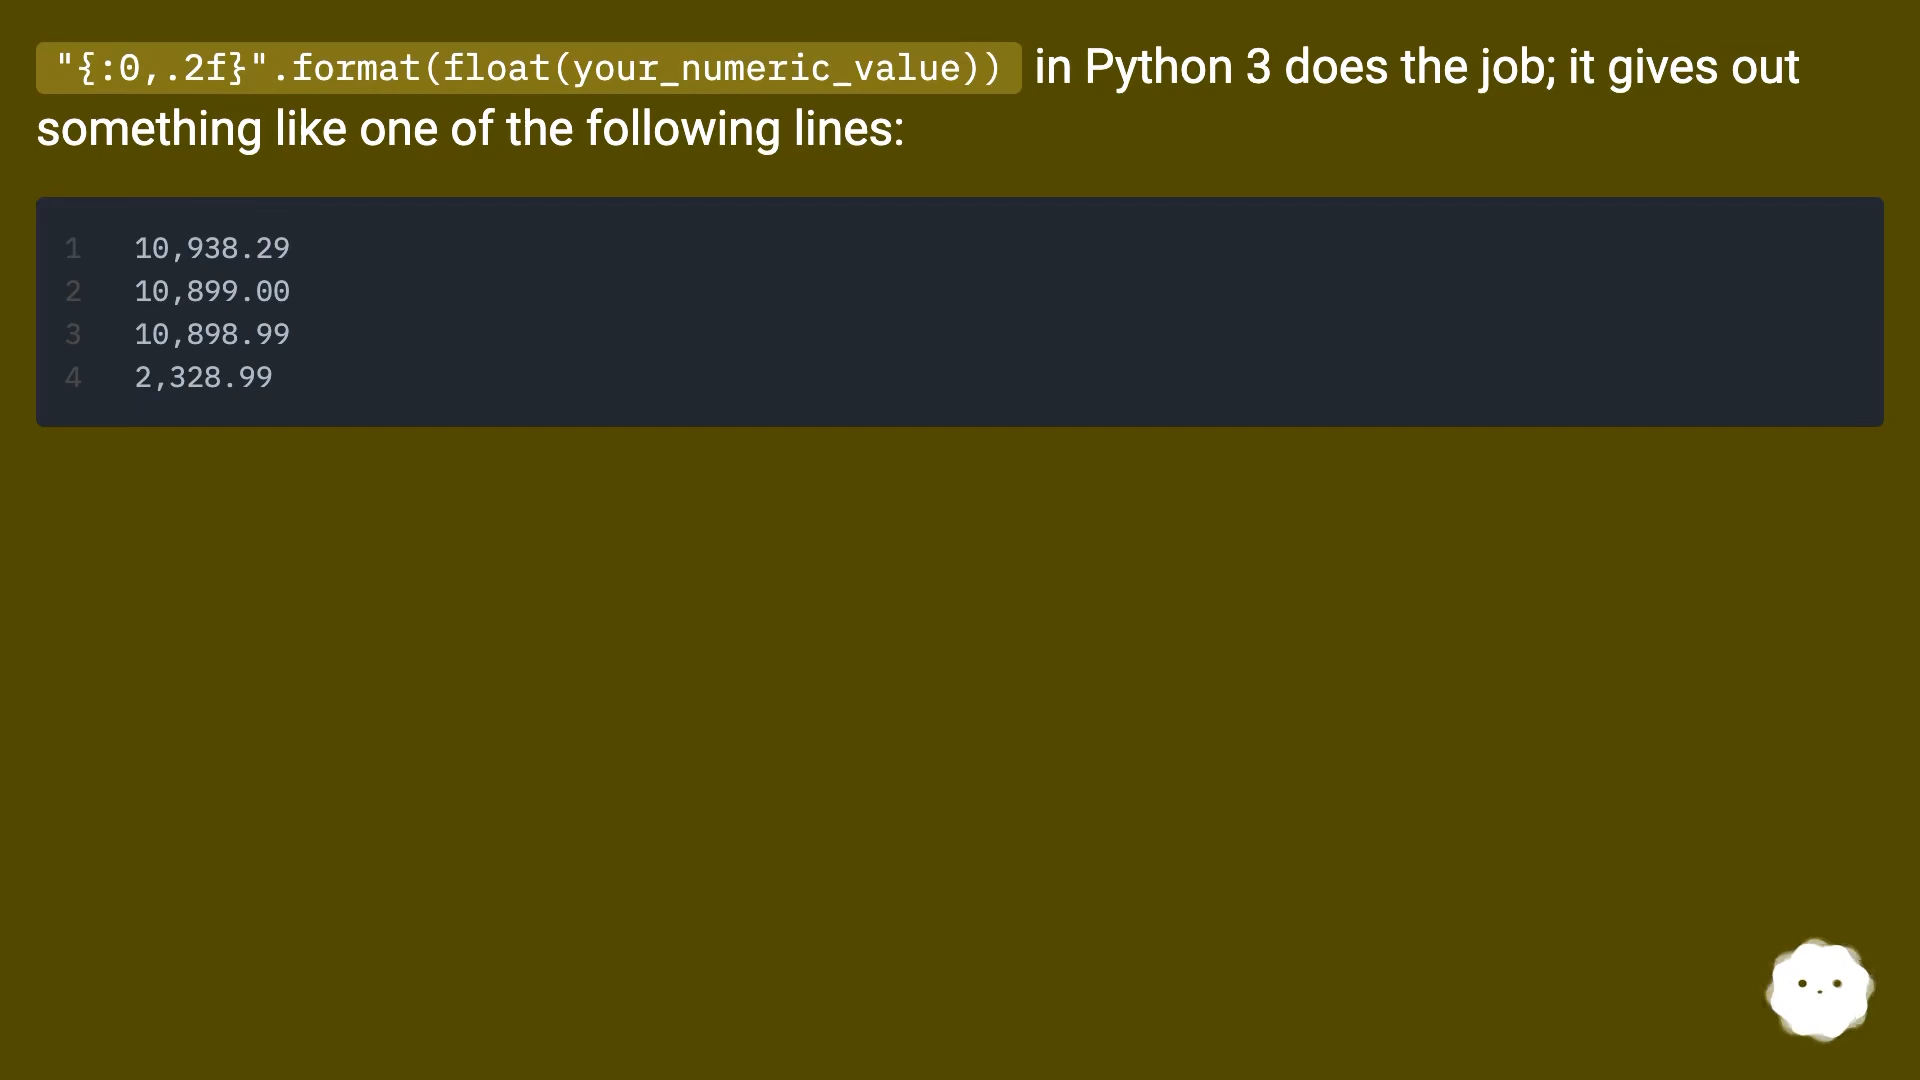 "{:0,.2f}".format(float(your_numeric_value)) in Python 3 does the job; it gives out
something like one of the following lines:
1 10,938.29
2 10,899.00
3 10,898.99
4 2,328.99